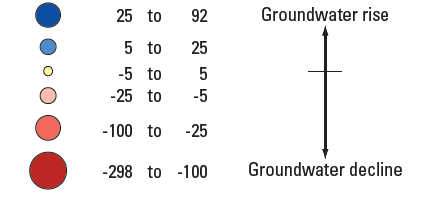 25 to 92 Groundwater rise
5 to 25
-5 to 5
-25 to -5
-100 to -25
-298 to -100 Groundwater decline